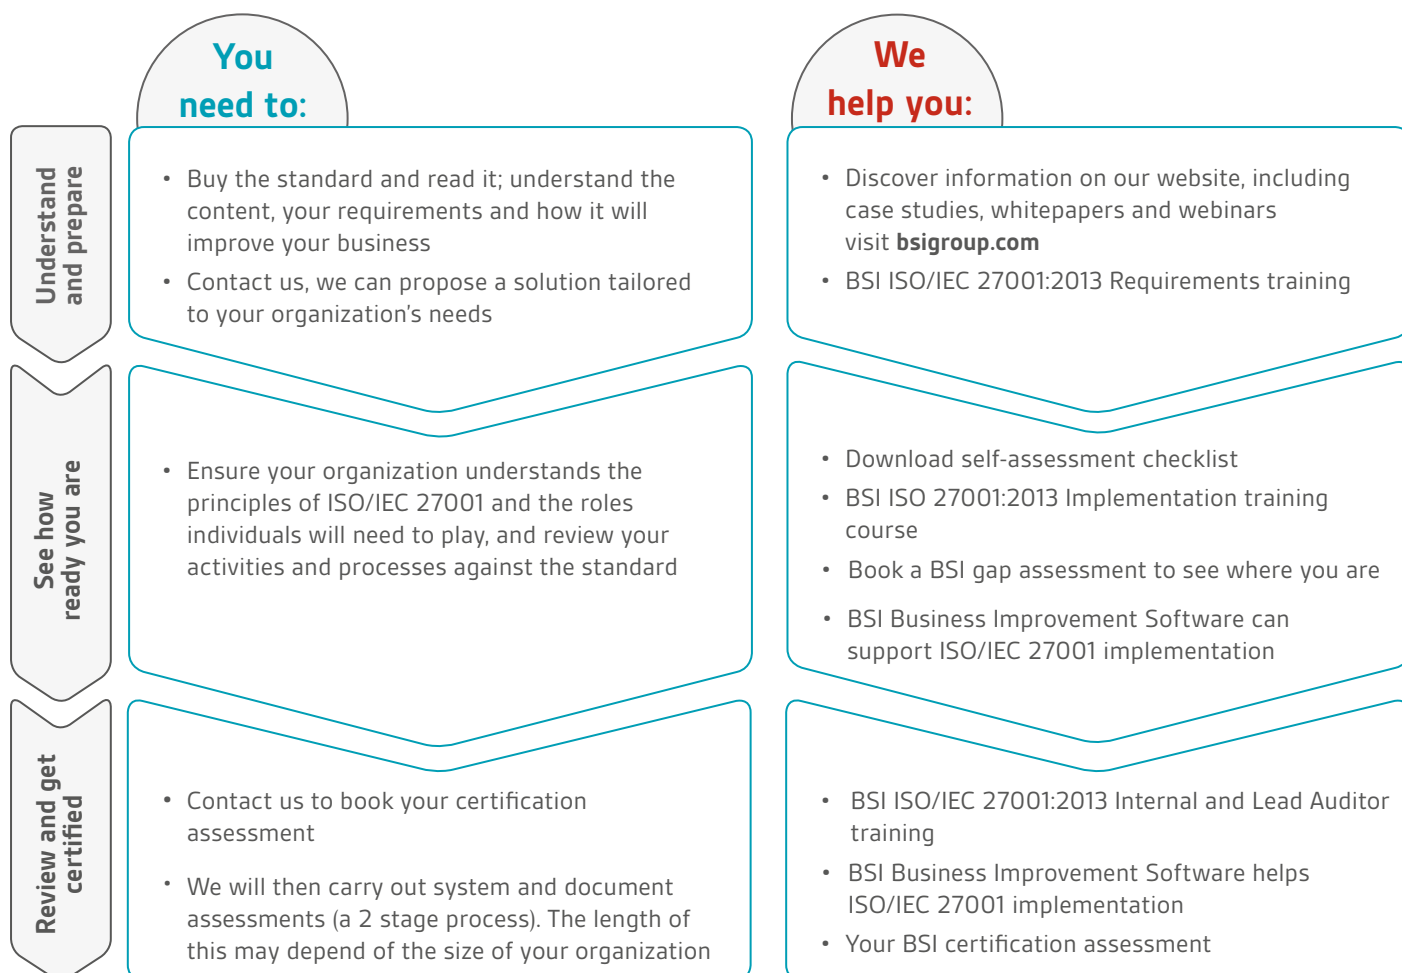 You
need to:
We
help you:
Understand
and prepare
• Buy the standard and read it; understand the
content, your requirements and how it will
improve your business
• Contact us, we can propose a solution tailored
to your organization's needs
• Discover information on our website, including
case studies, whitepapers and webinars
visit bsigroup.com
• BSI ISO/IEC 27001:2013 Requirements training
See how
ready you are
• Ensure your organization understands the
principles of ISO/IEC 27001 and the roles
individuals will need to play, and review your
activities and processes against the standard
• Download self-assessment checklist
• BSI ISO 27001:2013 Implementation training
course
• Book a BSI gap assessment to see where you are
• BSI Business Improvement Software can
support ISO/IEC 27001 implementation
Review and get
certified
• Contact us to book your certification
assessment
• We will then carry out system and document
assessments (a 2 stage process). The length of
this may depend of the size of your organization
• BSI ISO/IEC 27001:2013 Internal and Lead Auditor
training
• BSI Business Improvement Software helps
ISO/IEC 27001 implementation
• Your BSI certification assessment